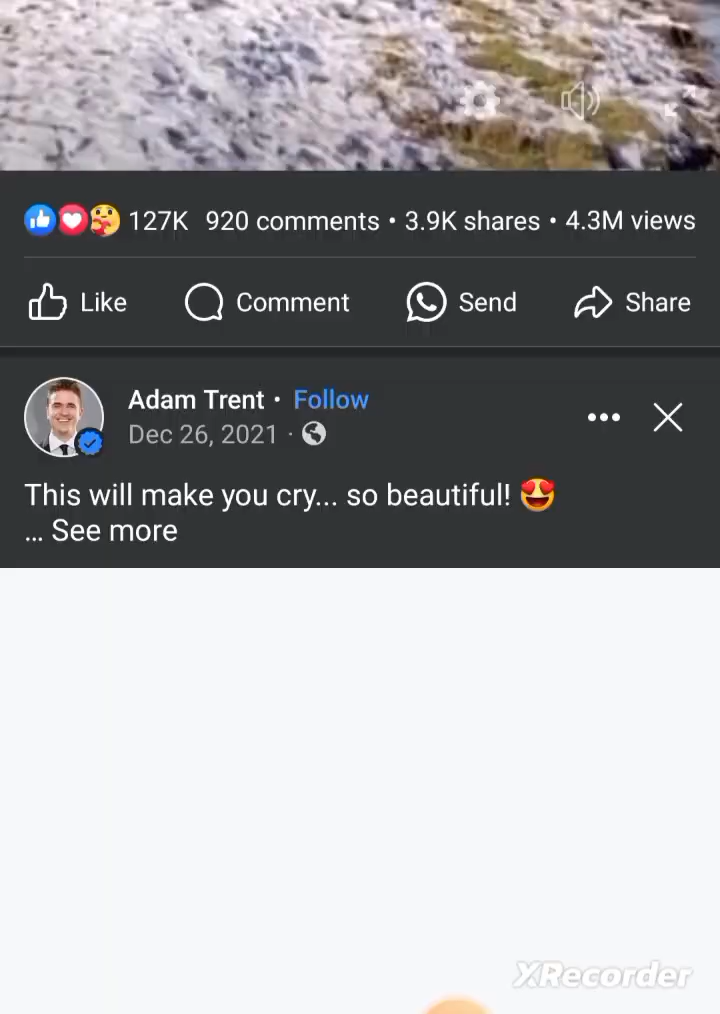 127K 920 comments • 3.9K shares • 4.3M views
Like Comment Send Share
Adam Trent • Follow
Dec 26, 2021 ·
This will make you cry... so beautiful! 😍
... See more
XRecorder